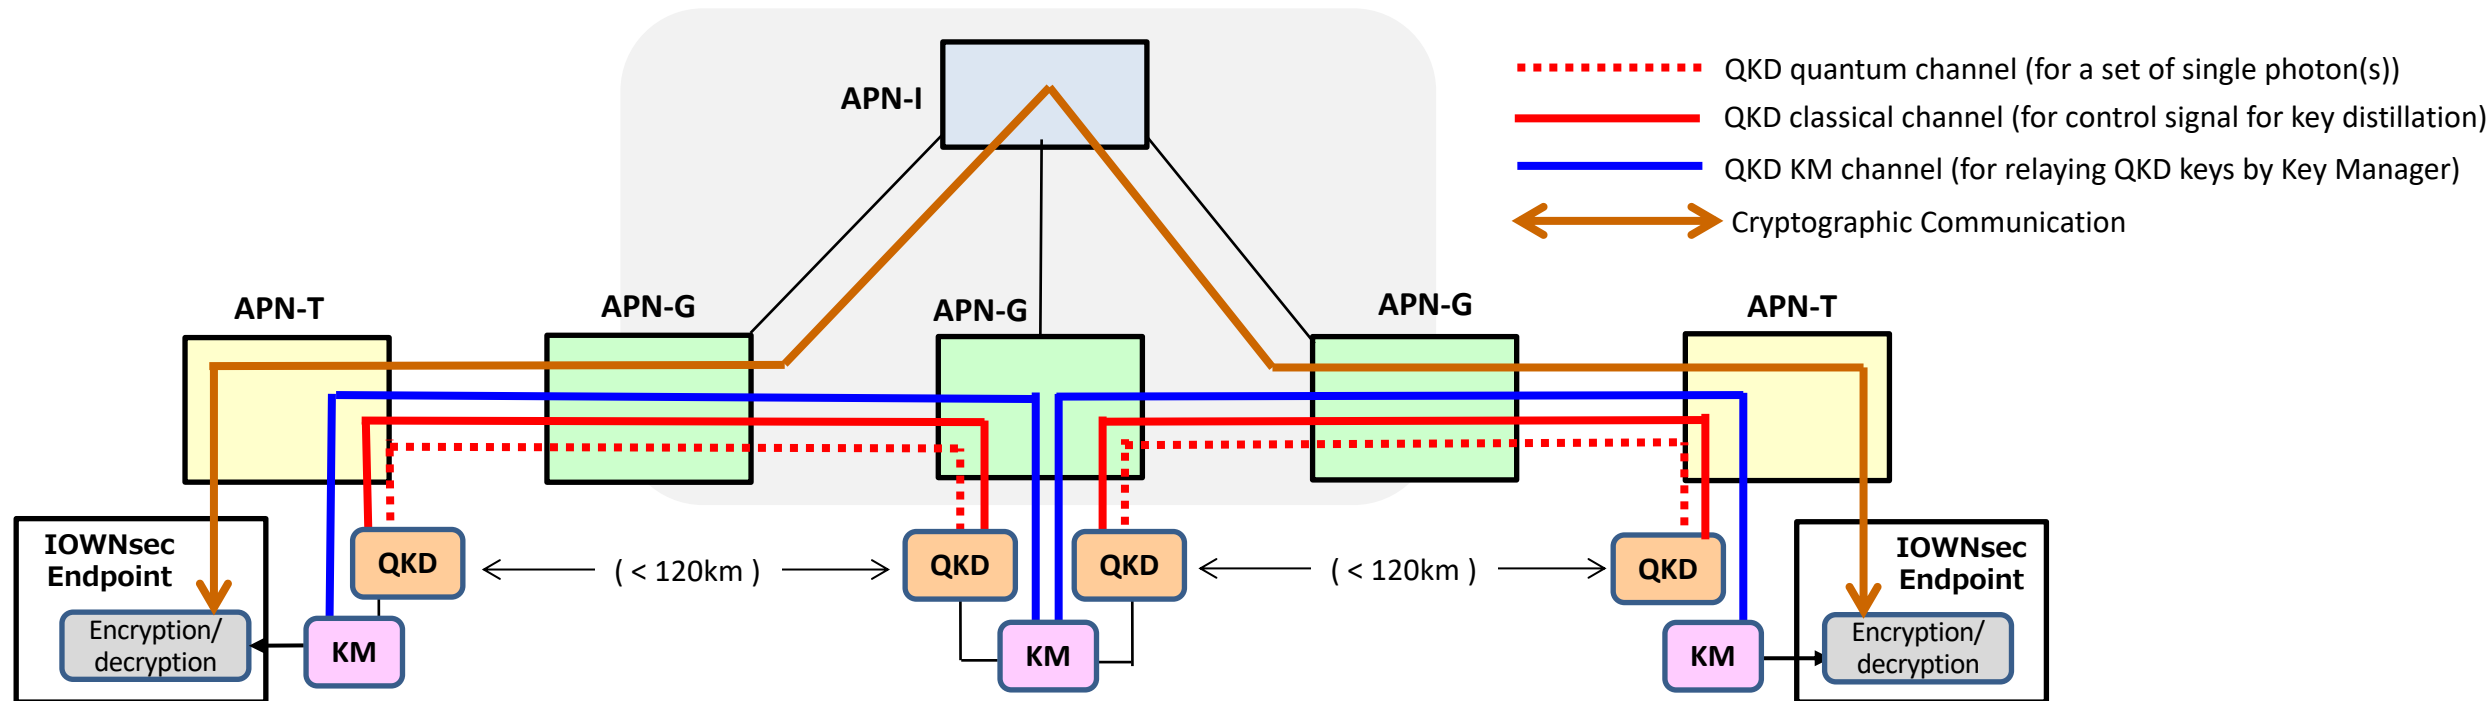 APN-I
QKD quantum channel (for a set of single photon(s))
QKD classical channel (for control signal for key distillation)
QKD KM channel (for relaying QKD keys by Key Manager)
Cryptographic Communication
APN-T
APN-G
APN-G
APN-G
APN-T
IOWNsec
Endpoint
QKD
( < 120km )
QKD
QKD
( < 120km )
QKD
IOWNsec
Endpoint
Encryption/
decryption
KM
KM
KM
Encryption/
decryption